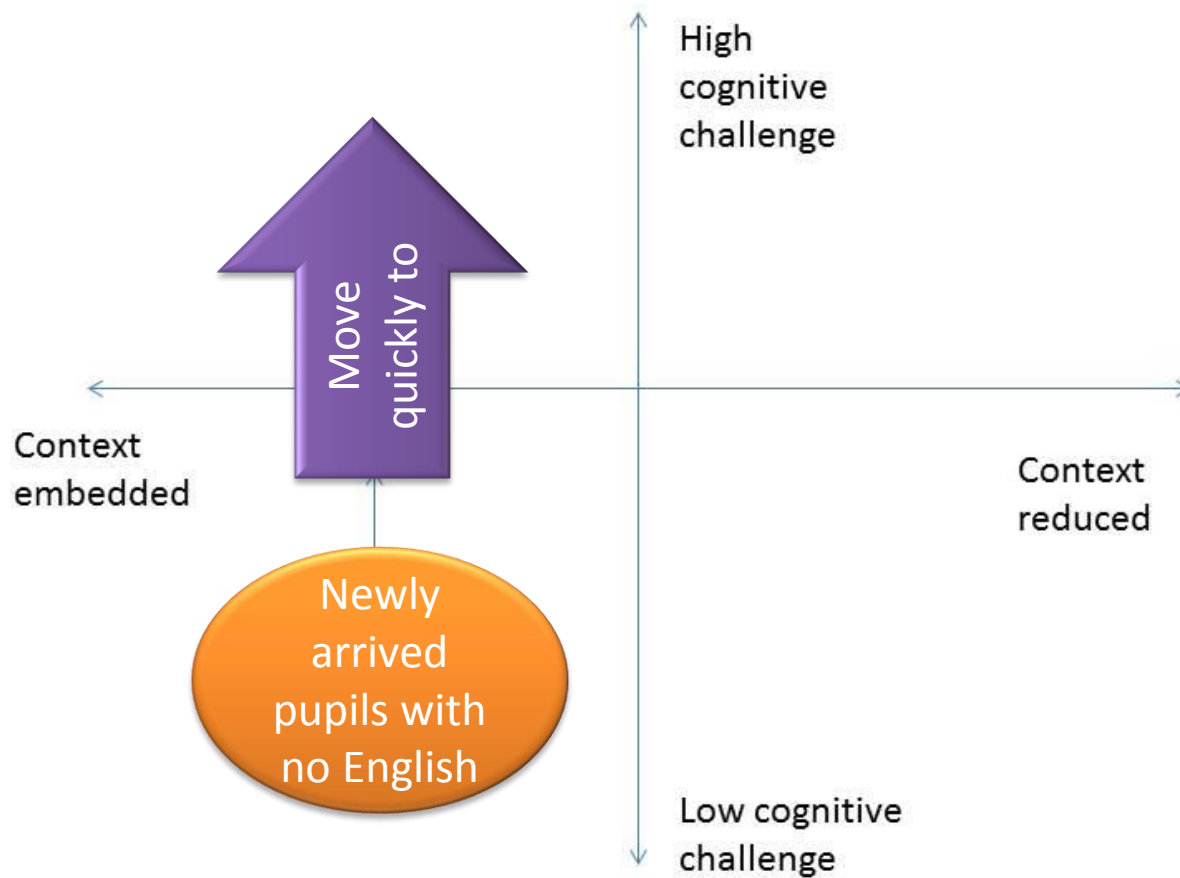 High
cognitive
challenge
Move
quickly to
Context
embedded
Context
reduced
Newly
arrived
pupils with
no English
Low cognitive
challenge